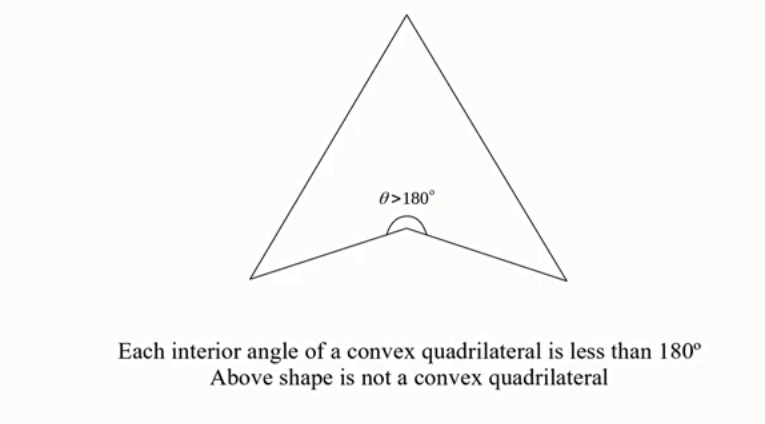 θ>180°
Each interior angle of a convex quadrilateral is less than 180º
Above shape is not a convex quadrilateral